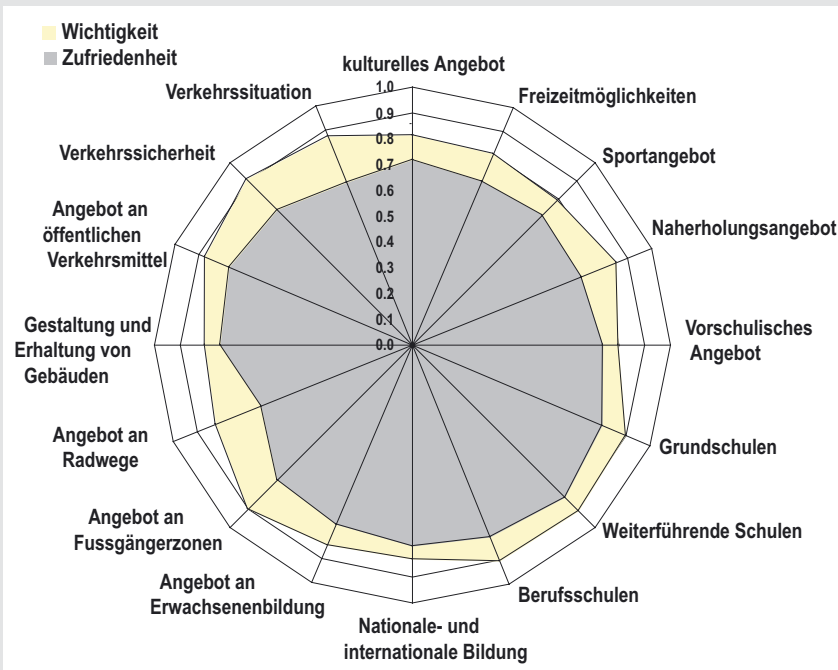 Wichtigkeit
Zufriedenheit
kulturelles Angebot
Freizeitmöglichkeiten
Sportangebot
Naherholungsangebot
Vorschulisches
Angebot
Grundschulen
Weiterführende Schulen
Berufsschulen
Nationale- und
internationale Bildung
Angebot an
Erwachsenenbildung
Angebot an
Fussgängerzonen
Angebot an
Radwege
Gestaltung und
Erhaltung von
Gebäuden
Angebot an
öffentlichen
Verkehrsmittel
Verkehrssicherheit
Verkehrssituation
1.0
0.9
0.8
0.7
0.6
0.5
0.4
0.3
0.2
0.1
0.0